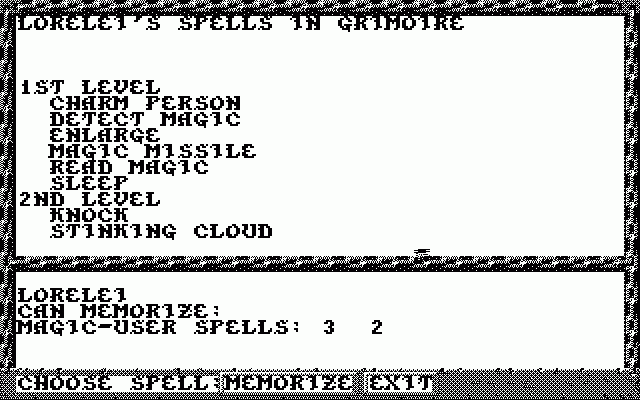 LORELEI'S SPELLS IN GRIMOIRE
1ST LEVEL
CHARM PERSON
DETECT MAGIC
ENLARGE
MAGIC MISSILE
READ MAGIC
SLEEP
2ND LEVEL
KNOCK
STINKING CLOUD
LORELEI
CAN MEMORIZE:
MAGIC-USER SPELLS: 3 2
CHOOSE SPELL: MEMORIZE EXIT